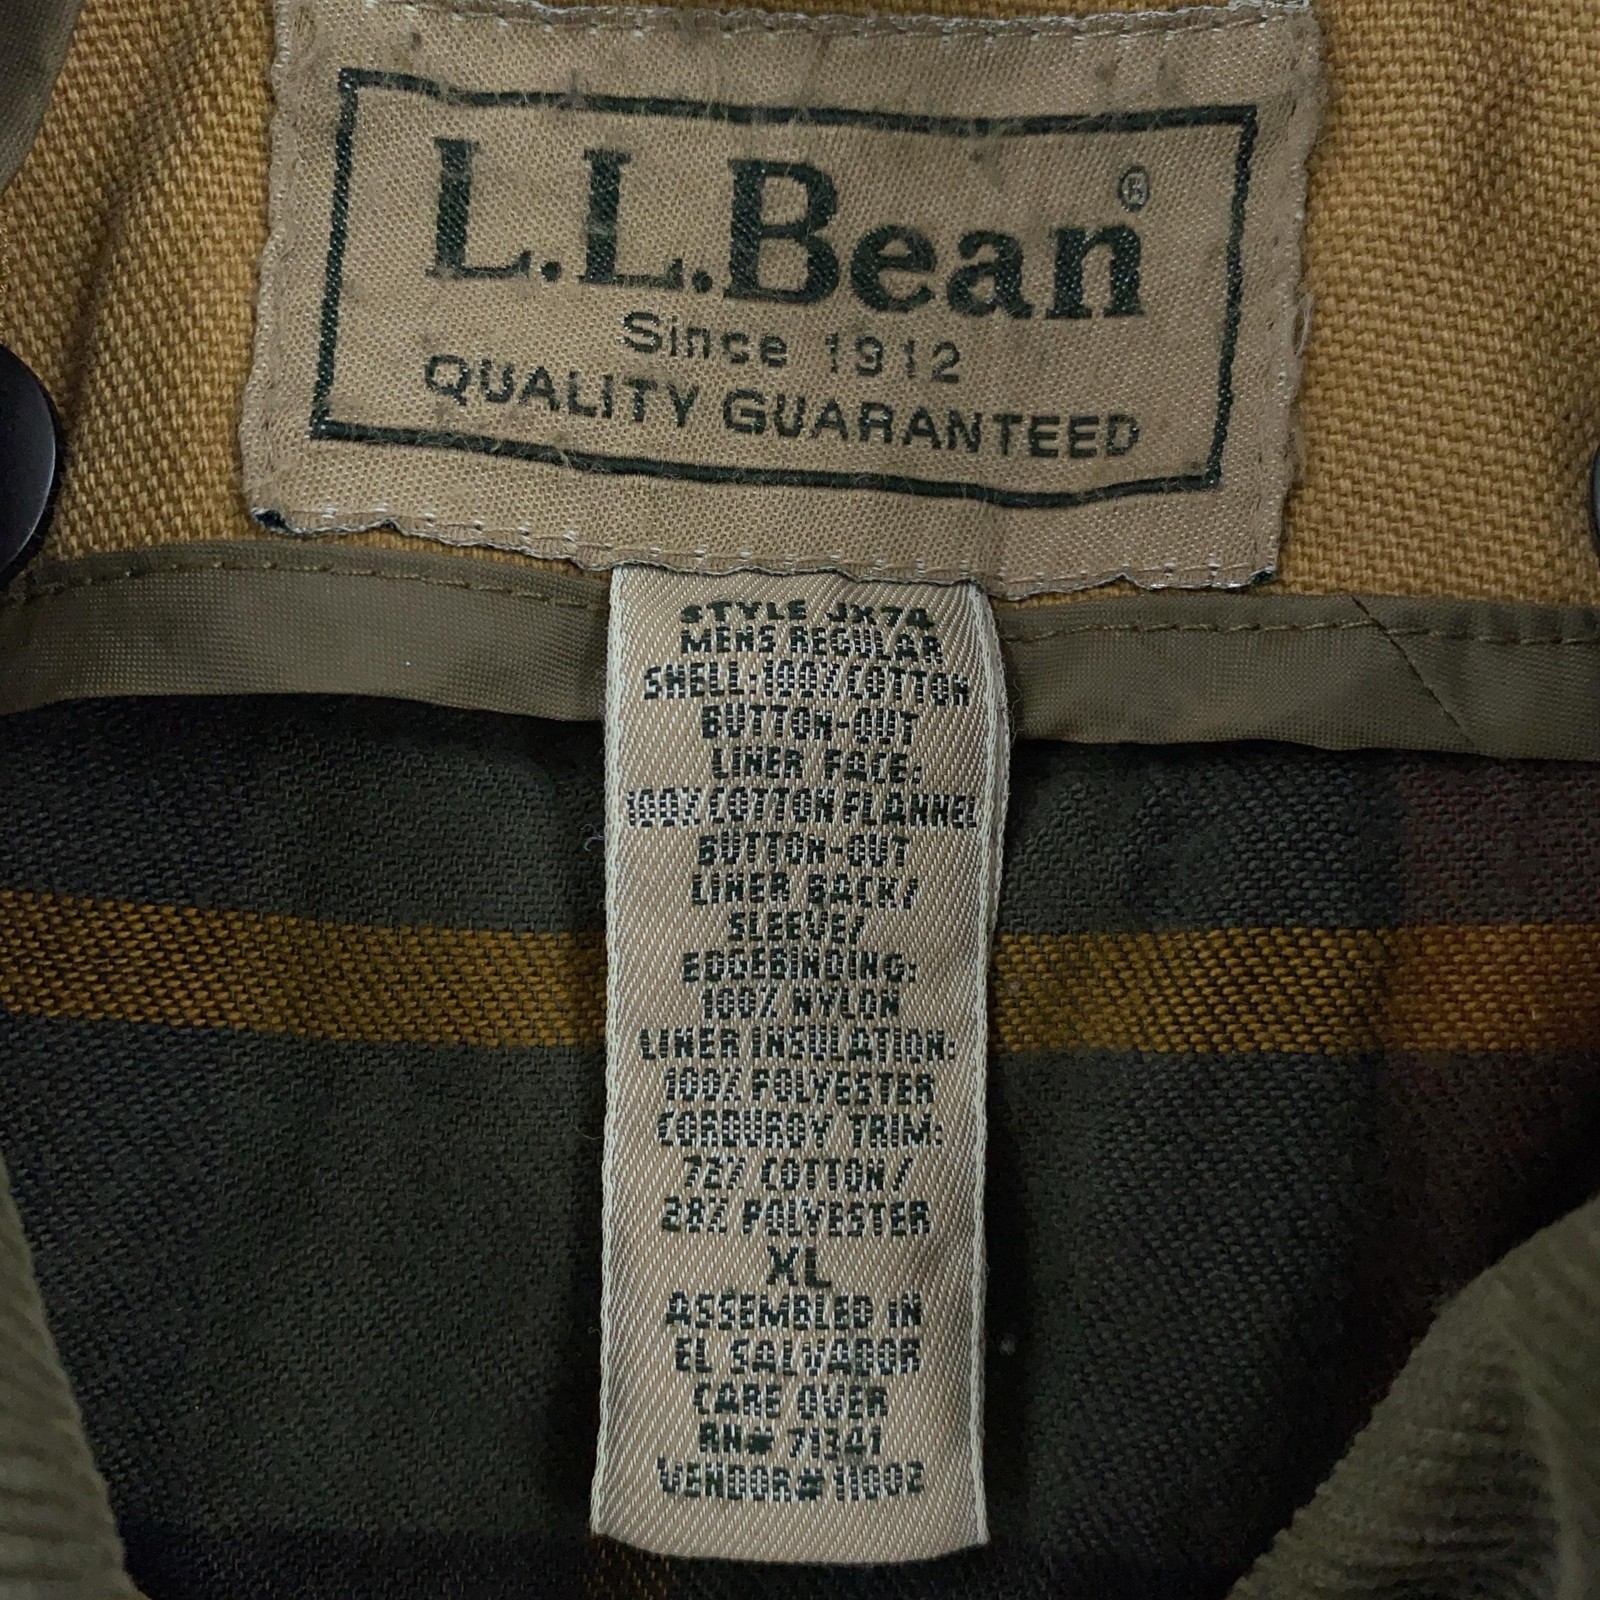 L.L.Bean®
Since 1912
QUALITY GUARANTEED
STYLE JX74
MENS REGULAR
SHELL: 100% COTTON
BUTTON-OUT
LINER FACE:
100% COTTON FLANNEL
BUTTON-OUT
LINER BACK/
SLEEVE/
EDGEBINDING:
100% NYLON
LINER INSULATION:
100% POLYESTER
CORDUROY TRIM:
72% COTTON/
28% POLYESTER
XL
ASSEMBLED IN
EL SALVADOR
CARE OVER
RN# 71341
VENDOR# 11002